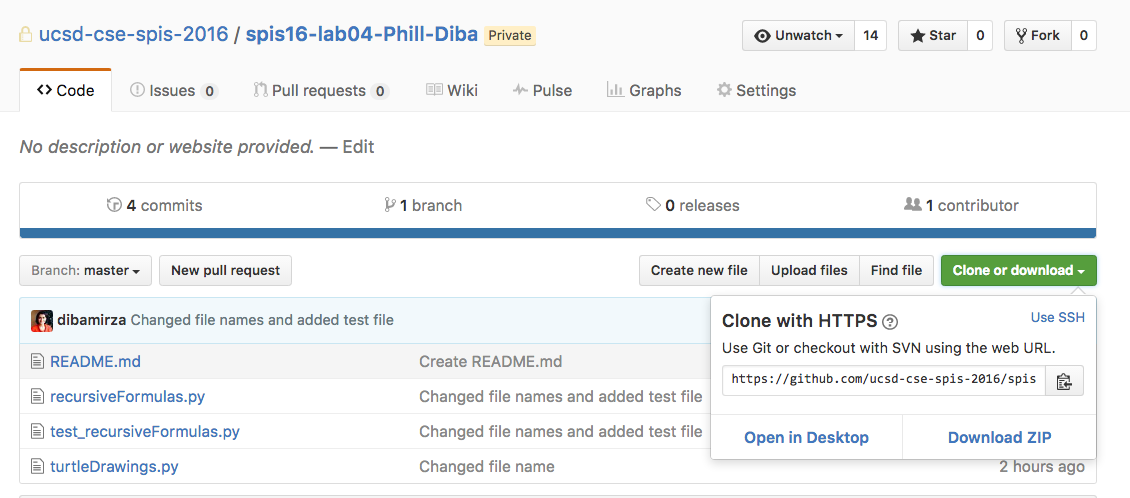 ucsd-cse-spis-2016 / spis16-lab04-Phill-Diba Private Unwatch 14 Star 0 Fork 0
Code Issues 0 Pull requests 0 Wiki Pulse Graphs Settings
No description or website provided. — Edit
4 commits 1 branch 0 releases 1 contributor
Branch: master New pull request Create new file Upload files Find file Clone or download
dibamirza Changed file names and added test file
README.md Create README.md
recursiveFormulas.py Changed file names and added test file
test_recursiveFormulas.py Changed file names and added test file
turtleDrawings.py Changed file name 2 hours ago
Clone with HTTPS ? Use SSH
Use Git or checkout with SVN using the web URL.
https://github.com/ucsd-cse-spis-2016/spis
Open in Desktop Download ZIP